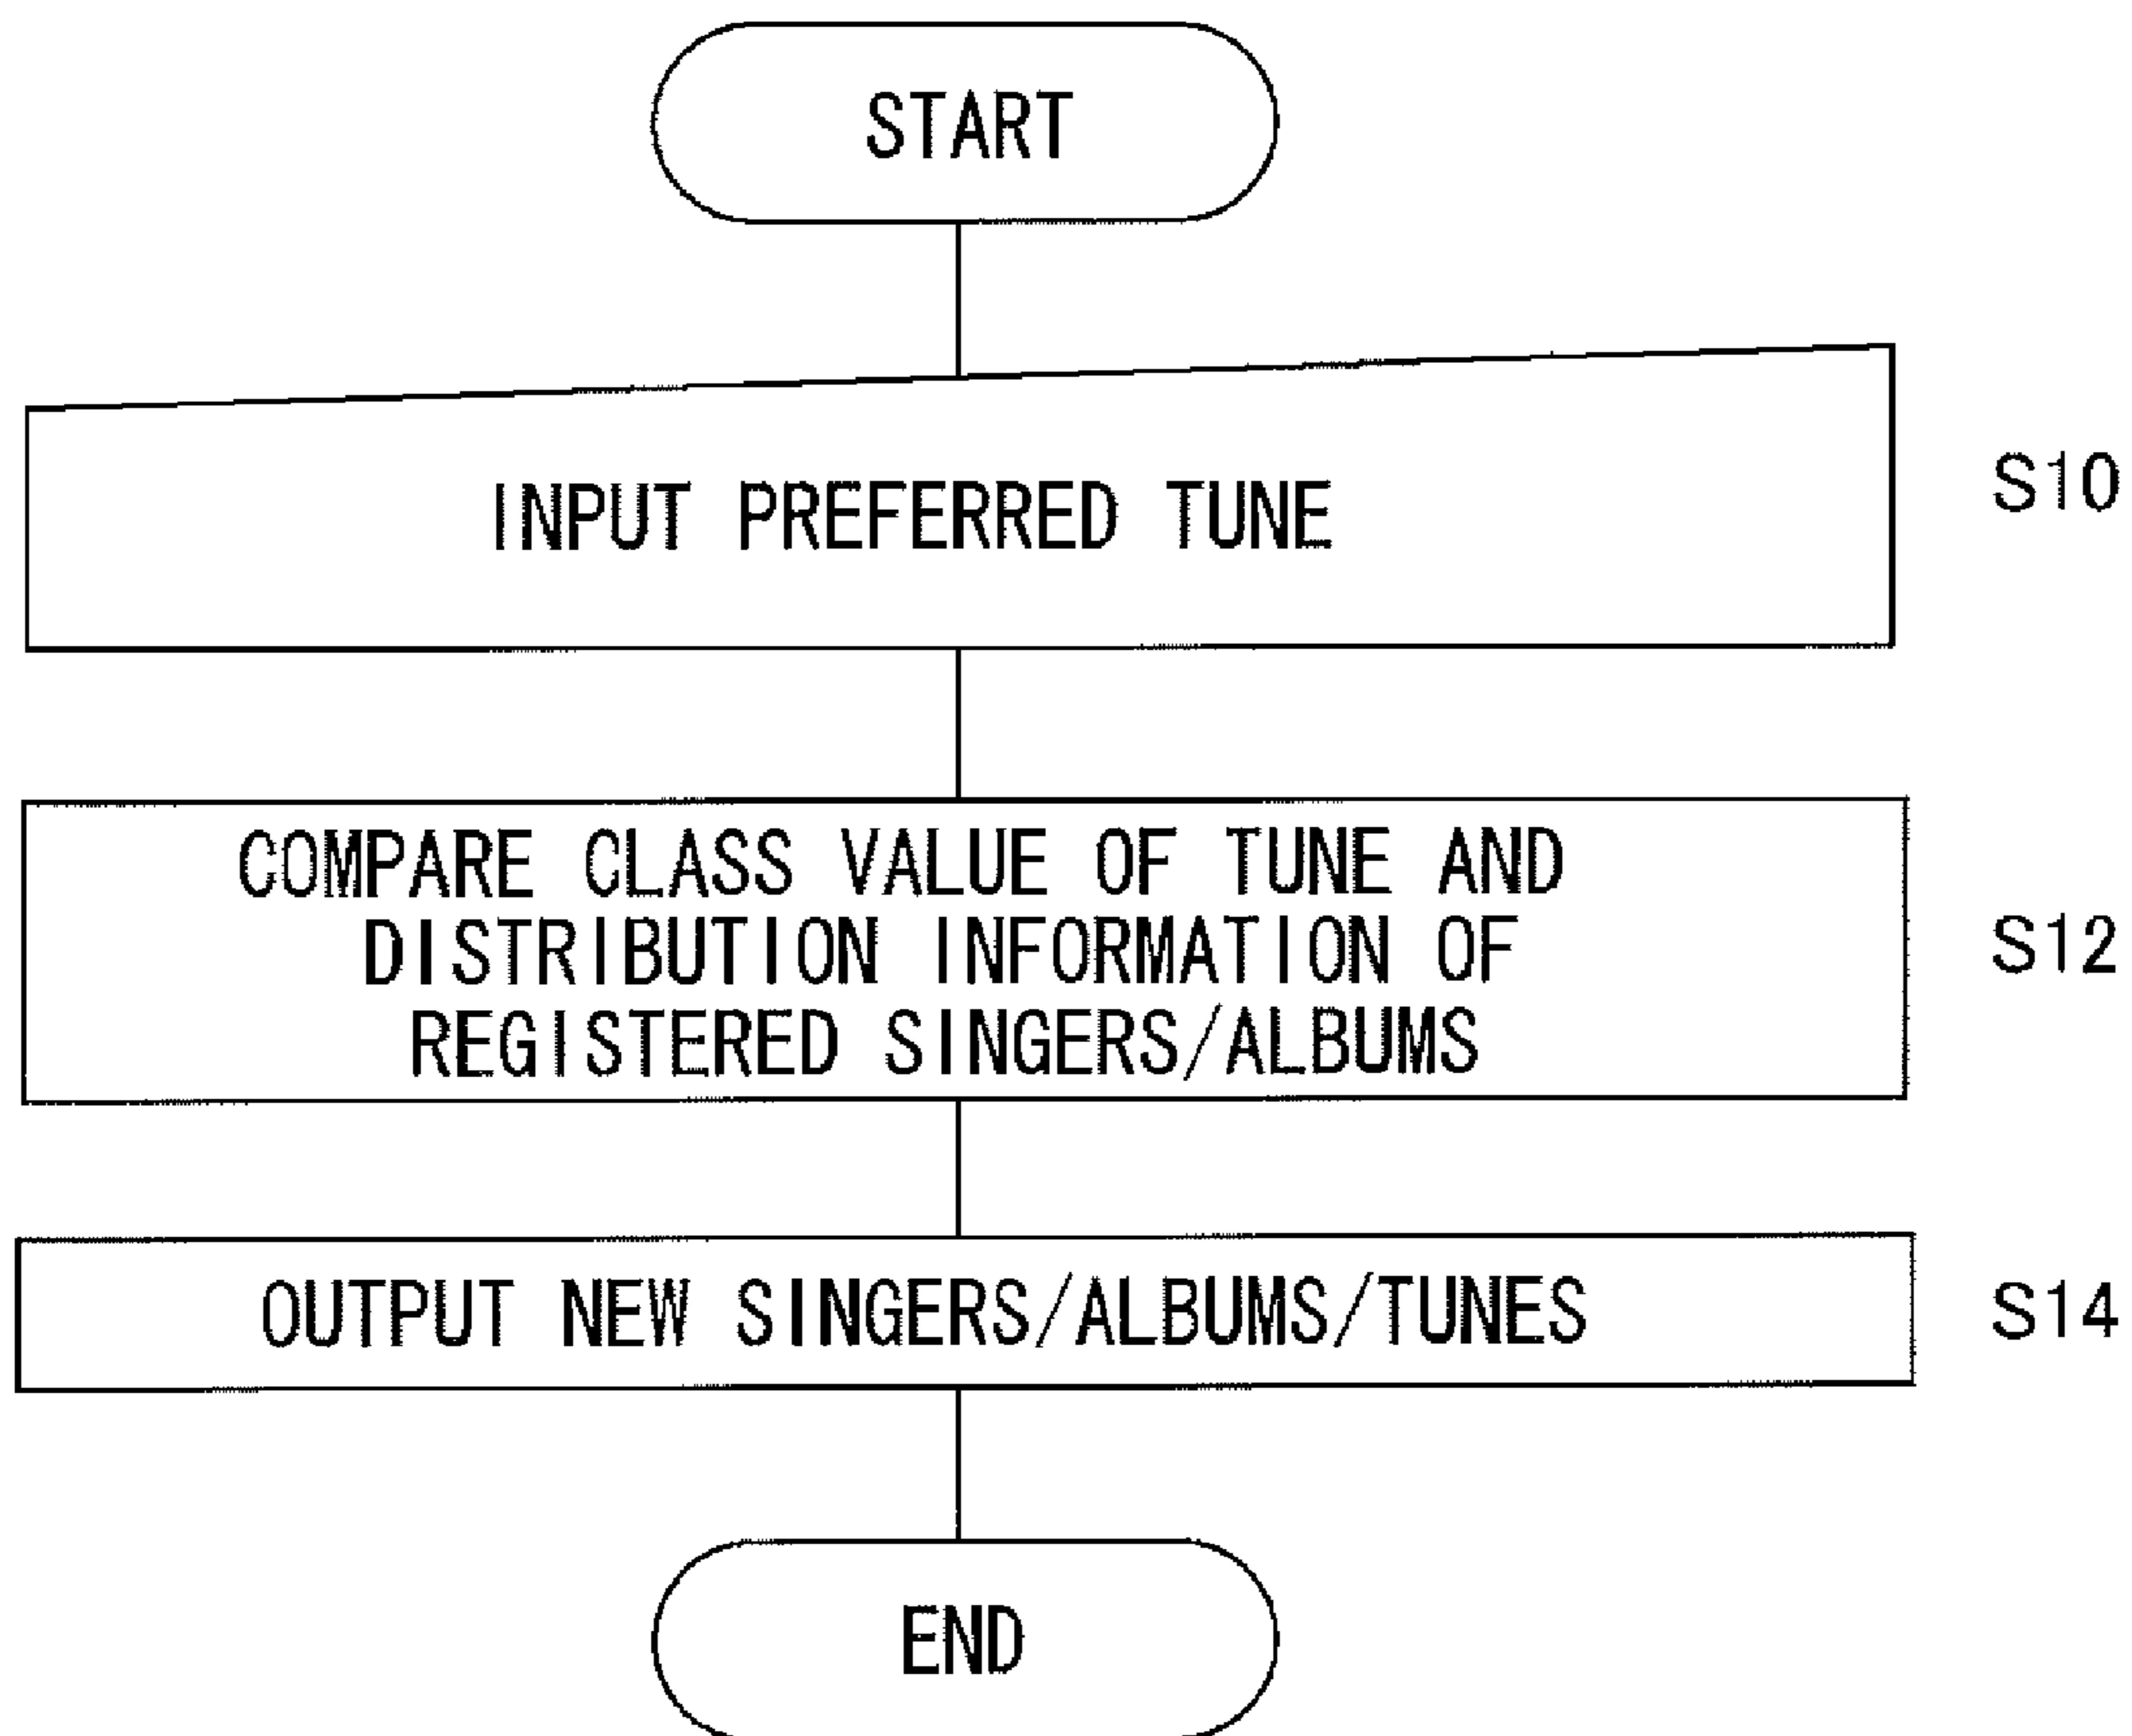 START
INPUT PREFERRED TUNE
S10
COMPARE CLASS VALUE OF TUNE AND
DISTRIBUTION INFORMATION OF
REGISTERED SINGERS/ALBUMS
S12
OUTPUT NEW SINGERS/ALBUMS/TUNES
S14
END